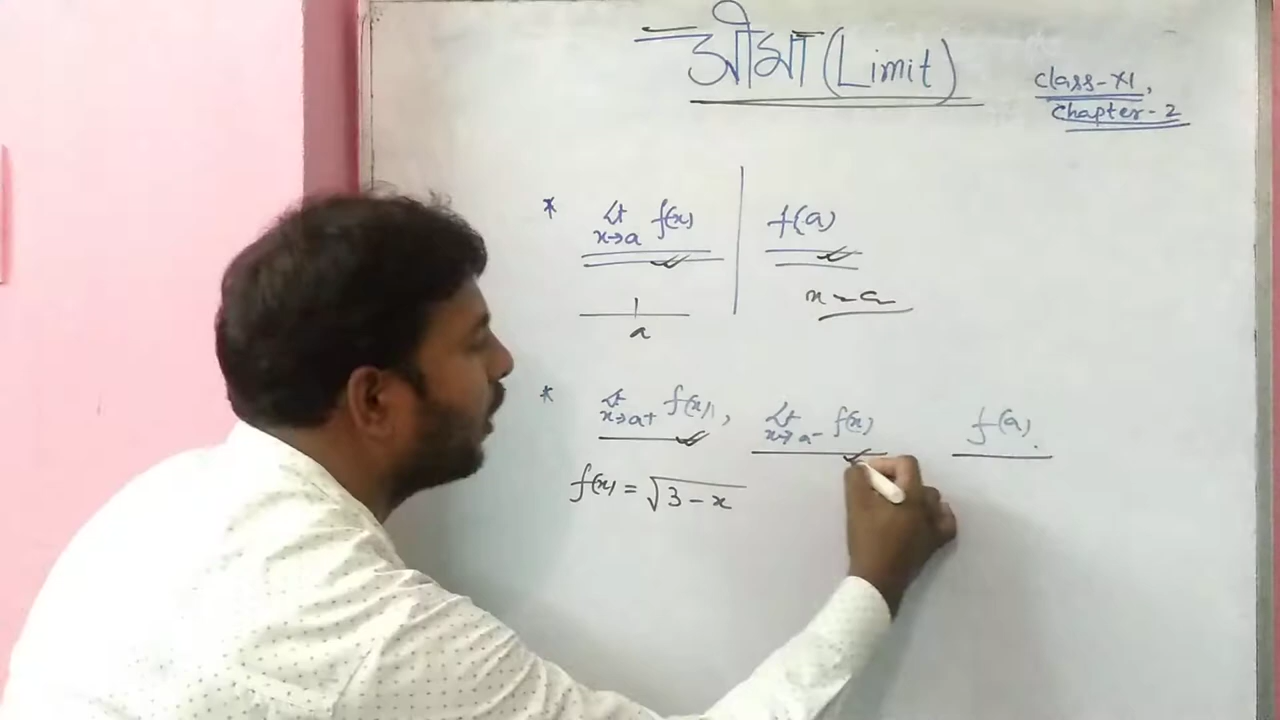 সীমা (Limit)
Class-XI,
Chapter-2
* Lt x→a f(x) | f(a)
a
x = a
* Lt x→a+ f(x), Lt x→a- f(x) f(a).
f(x) = √3-x